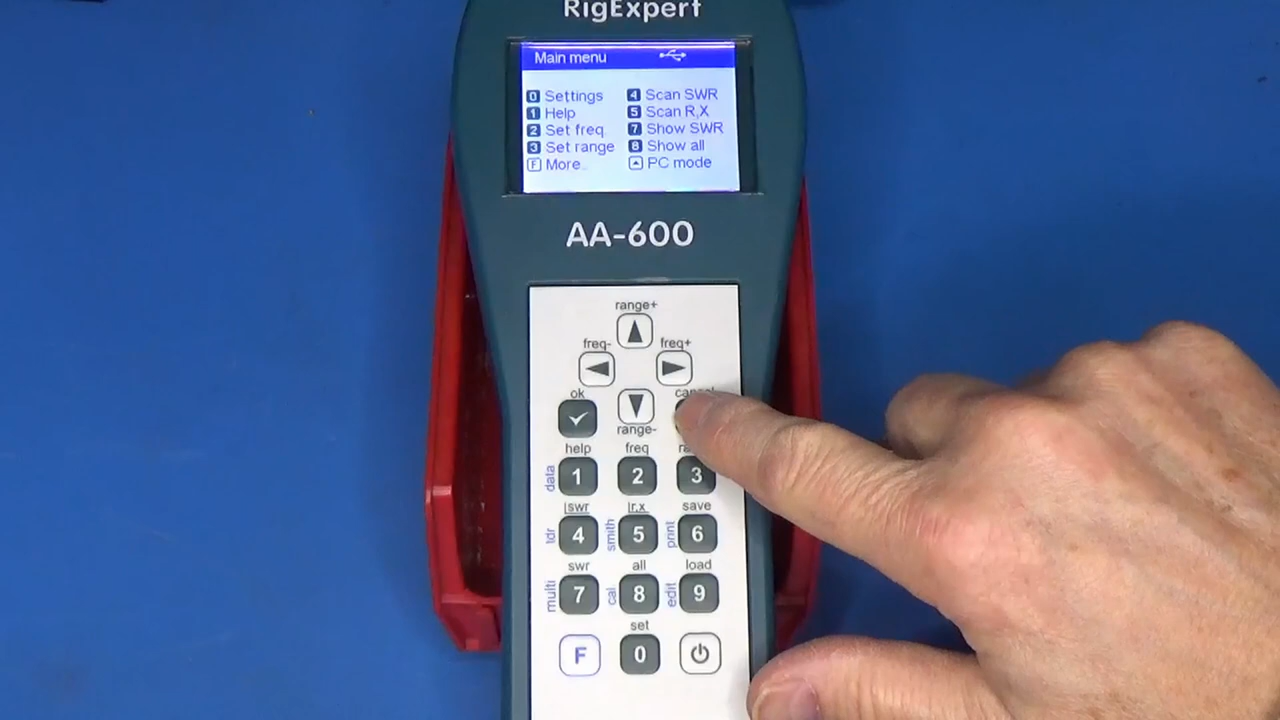 RigExpert
Main menu
0 Settings 4 Scan SWR
1 Help 5 Scan R,X
2 Set freq. 7 Show SWR
3 Set range 8 Show all
F More.. PC mode
AA-600
range+
freq- freq+
ok
range-
help freq
data 1 2 3
swr r,x save
tdr 4 smith 5 print 6
swr all load
multi 7 cal 8 edit 9
set
F 0